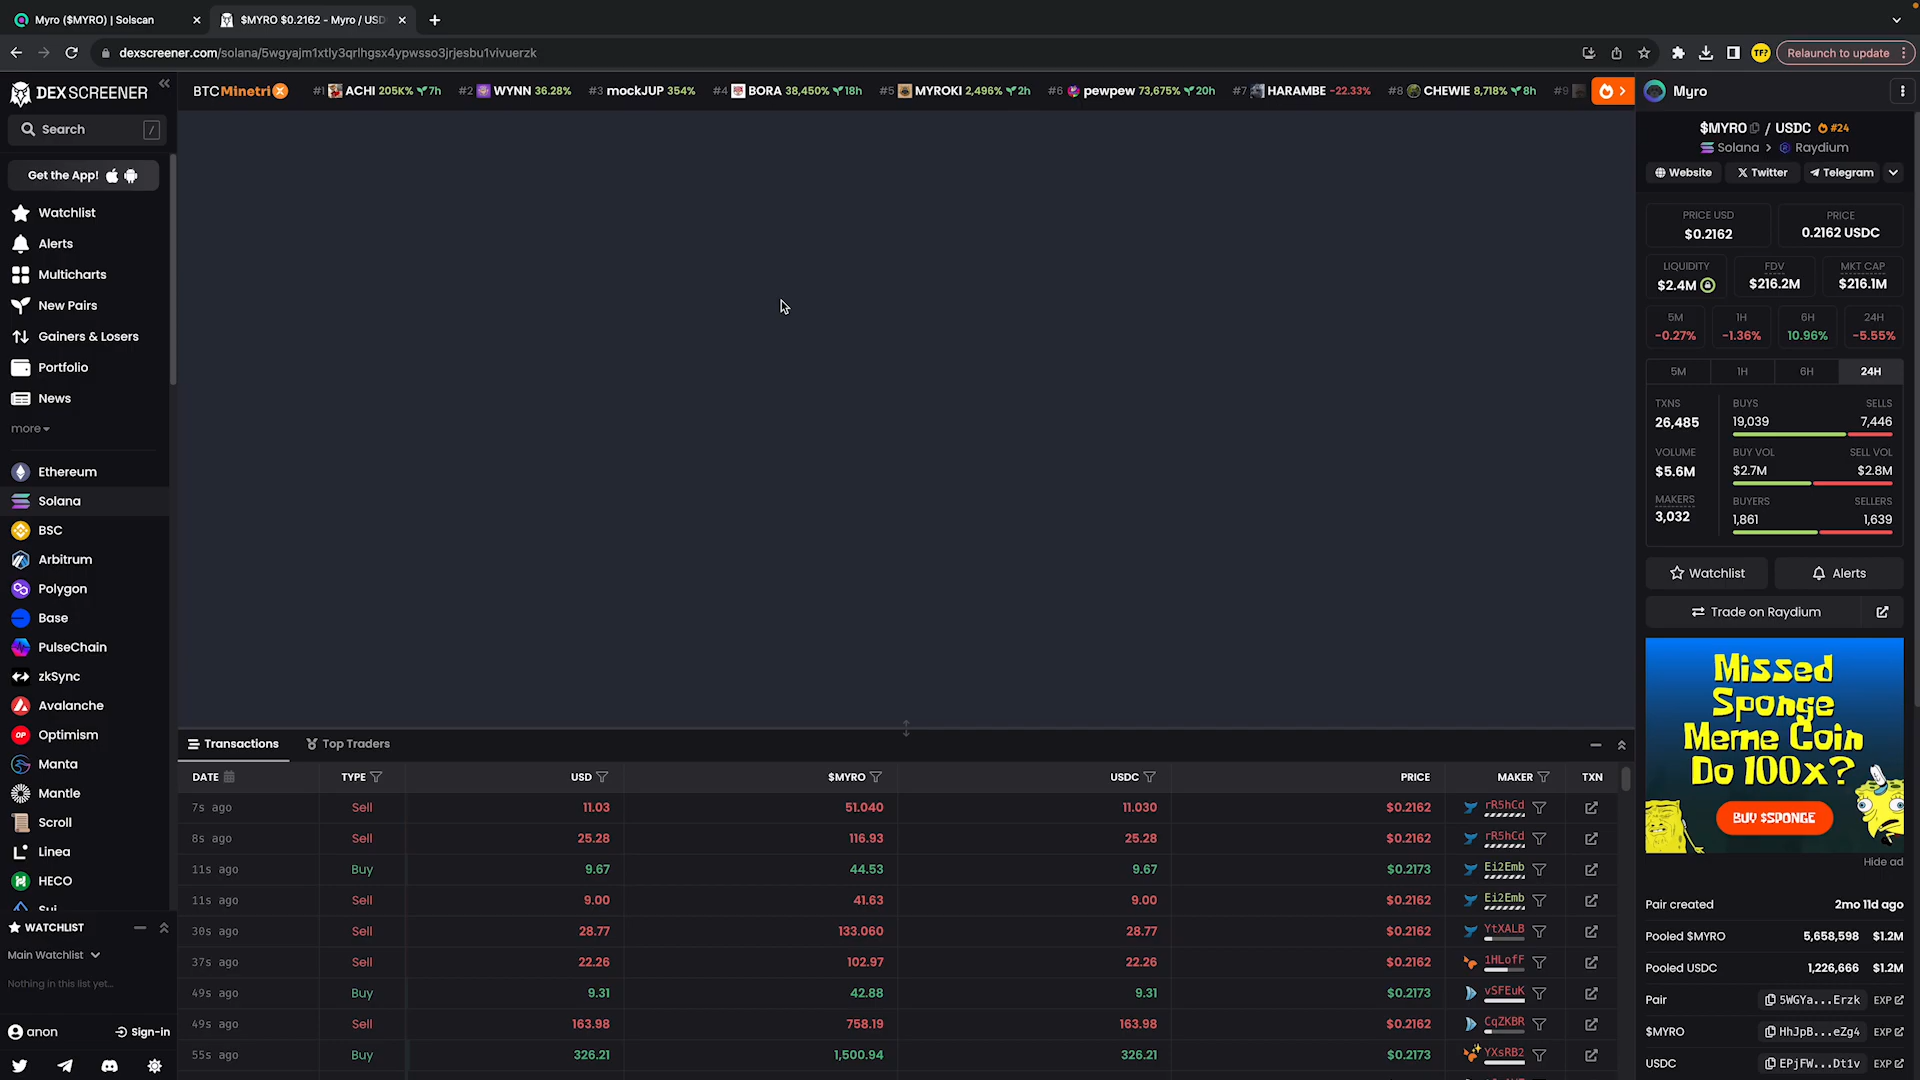 Myro ($MYRO) | Solscan
$MYRO $0.2162 - Myro / USD
dexscreener.com/solana/5wgyajm1xtly3qrlhgsx4ypwsso3jrjesbu1vivuerzk
TF?
Relaunch to update
DEXSCREENER
BTCMinetrix
#1 ACHI 205K% 7h
#2 WYNN 36.28%
#3 mockJUP 354%
#4 BORA 38,450% 18h
#5 MYROKI 2,496% 2h
#6 pewpew 73,675% 20h
#7 HARAMBE -22.33%
#8 CHEWIE 8,718% 8h
#9
Myro
Search /
Get the App!
Watchlist
Alerts
Multicharts
New Pairs
Gainers & Losers
Portfolio
News
more
Ethereum
Solana
BSC
Arbitrum
Polygon
Base
PulseChain
zkSync
Avalanche
OP Optimism
Manta
Mantle
Scroll
Linea
HECO
Sui
WATCHLIST
Main Watchlist
Nothing in this list yet...
anon Sign-in
Transactions Top Traders
DATE TYPE USD $MYRO USDC PRICE MAKER TXN
7s ago Sell 11.03 51.040 11.030 $0.2162 rR5hCd
8s ago Sell 25.28 116.93 25.28 $0.2162 rR5hCd
11s ago Buy 9.67 44.53 9.67 $0.2173 Ei2Emb
11s ago Sell 9.00 41.63 9.00 $0.2162 Ei2Emb
30s ago Sell 28.77 133.060 28.77 $0.2162 YtXALB
37s ago Sell 22.26 102.97 22.26 $0.2162 1HLofF
49s ago Buy 9.31 42.88 9.31 $0.2173 vSFEuK
49s ago Sell 163.98 758.19 163.98 $0.2162 CqZKBR
55s ago Buy 326.21 1,500.94 326.21 $0.2173 YXsRB2
$MYRO / USDC #24
Solana > Raydium
Website Twitter Telegram
PRICE USD
$0.2162
PRICE
0.2162 USDC
LIQUIDITY
$2.4M
FDV
$216.2M
MKT CAP
$216.1M
5M
-0.27%
1H
-1.36%
6H
10.96%
24H
-5.55%
5M 1H 6H 24H
TXNS
26,485
BUYS SELLS
19,039 7,446
VOLUME
$5.6M
BUY VOL SELL VOL
$2.7M $2.8M
MAKERS
3,032
BUYERS SELLERS
1,861 1,639
Watchlist Alerts
Trade on Raydium
Missed
Sponge
Meme Coin
Do 100x?
BUY $SPONGE
Hide ad
Pair created 2mo 11d ago
Pooled $MYRO 5,658,598 $1.2M
Pooled USDC 1,226,666 $1.2M
Pair 5WGYa...Erzk EXP
$MYRO HhJpB...eZg4 EXP
USDC EPjFW...Dt1v EXP